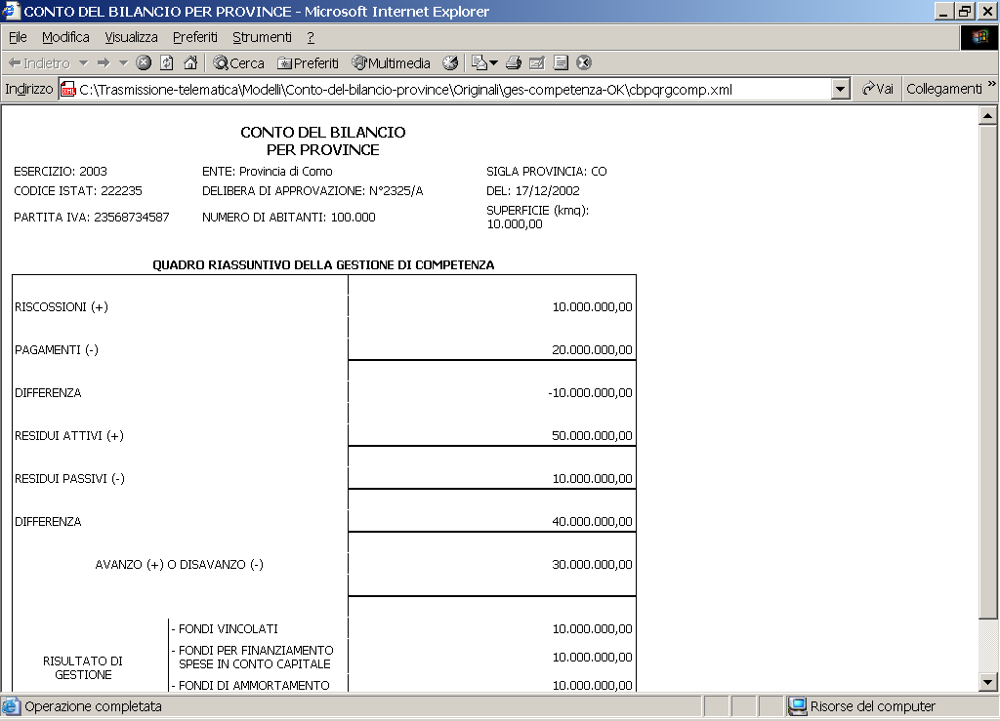 CONTO DEL BILANCIO PER PROVINCE - Microsoft Internet Explorer
File Modifica Visualizza Preferiti Strumenti ?
Indietro Cerca Preferiti Multimedia
Indirizzo C:\Trasmissione-telematica\Modelli\Conto-del-bilancio-province\Originali\ges-competenza-OK\cbpqrgcomp.xml Vai Collegamenti »
CONTO DEL BILANCIO
PER PROVINCE
ESERCIZIO: 2003 ENTE: Provincia di Como SIGLA PROVINCIA: CO
CODICE ISTAT: 222235 DELIBERA DI APPROVAZIONE: N°2325/A DEL: 17/12/2002
PARTITA IVA: 23568734587 NUMERO DI ABITANTI: 100.000 SUPERFICIE (kmq):
10.000,00
QUADRO RIASSUNTIVO DELLA GESTIONE DI COMPETENZA
RISCOSSIONI (+) 10.000.000,00
PAGAMENTI (-) 20.000.000,00
DIFFERENZA -10.000.000,00
RESIDUI ATTIVI (+) 50.000.000,00
RESIDUI PASSIVI (-) 10.000.000,00
DIFFERENZA 40.000.000,00
AVANZO (+) O DISAVANZO (-) 30.000.000,00
RISULTATO DI
GESTIONE
- FONDI VINCOLATI 10.000.000,00
- FONDI PER FINANZIAMENTO
SPESE IN CONTO CAPITALE 10.000.000,00
- FONDI DI AMMORTAMENTO 10.000.000,00
Operazione completata Risorse del computer